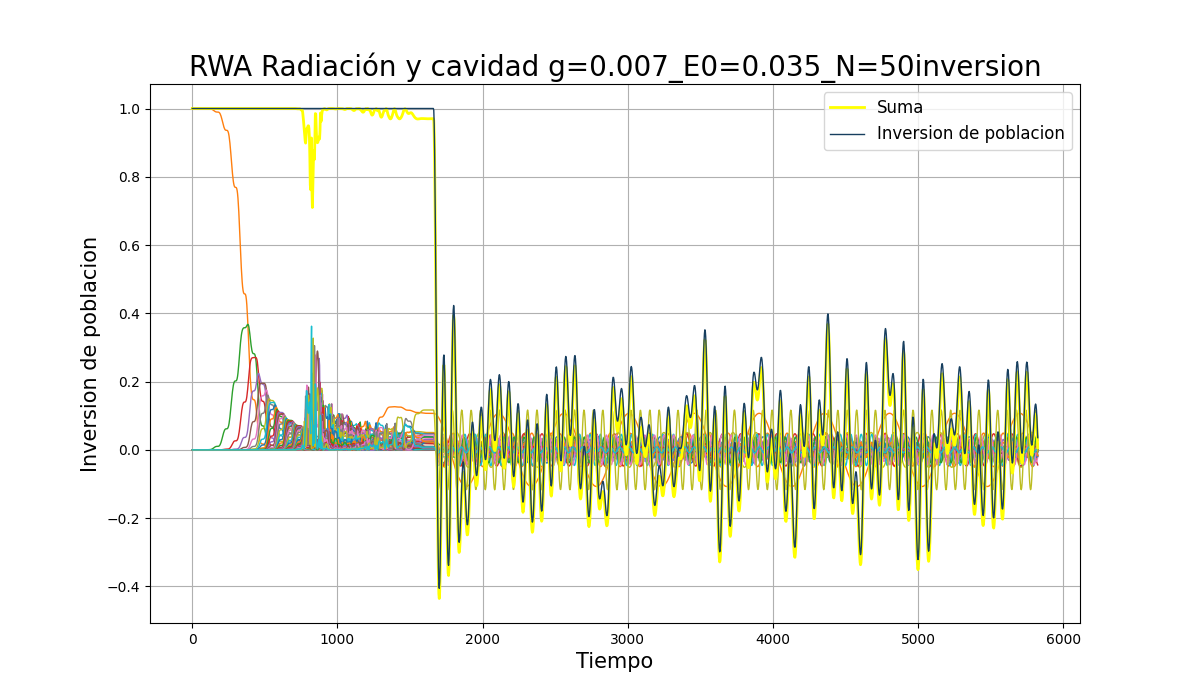 RWA Radiación y cavidad g=0.007_E0=0.035_N=50inversion
Suma
Inversion de poblacion
Inversion de poblacion
1.0
0.8
0.6
0.4
0.2
0.0
−0.2
−0.4
0 1000 2000 3000 4000 5000 6000
Tiempo